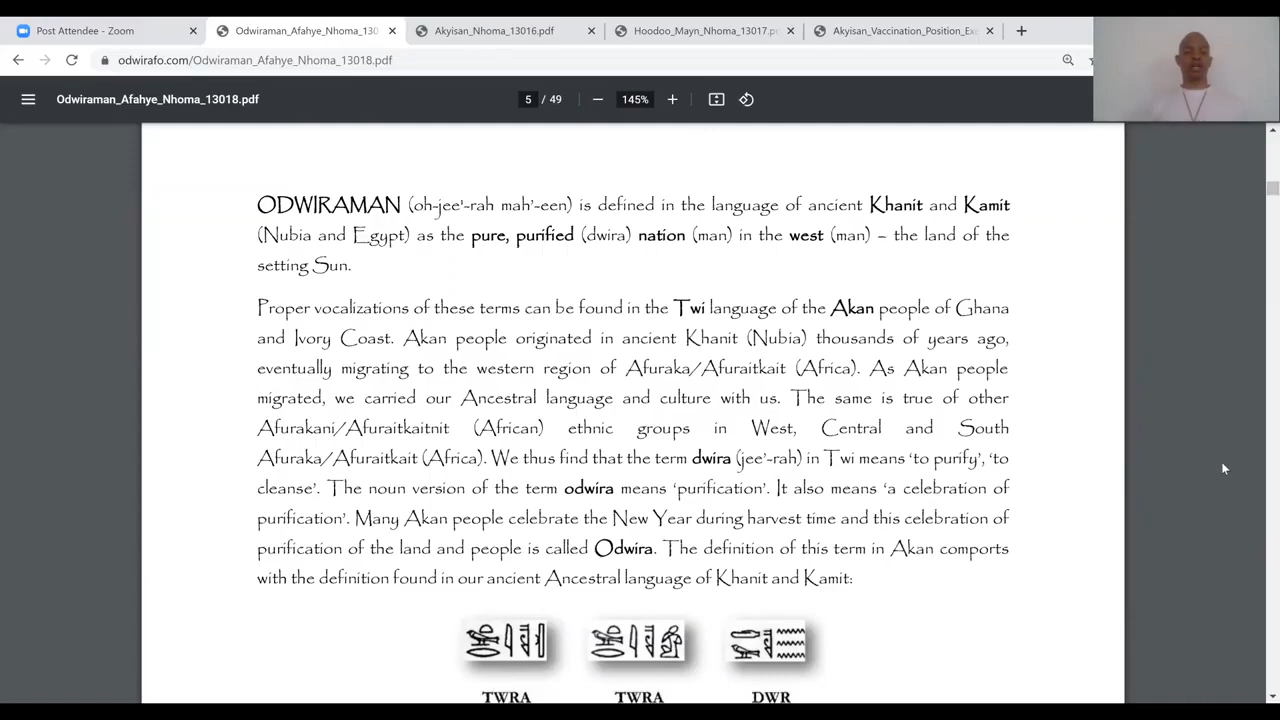 Post Attendee - Zoom
Odwiraman_Afahye_Nhoma_130
Akyisan_Nhoma_13016.pdf
Hoodoo_Mayn_Nhoma_13017.p
Akyisan_Vaccination_Position_Ex
odwirafo.com/Odwiraman_Afahye_Nhoma_13018.pdf
Odwiraman_Afahye_Nhoma_13018.pdf
5 / 49
145%
ODWIRAMAN (oh-jee'-rah mah'-een) is defined in the language of ancient Khanit and Kamit
(Nubia and Egypt) as the pure, purified (dwira) nation (man) in the west (man) – the land of the
setting Sun.
Proper vocalizations of these terms can be found in the Twi language of the Akan people of Ghana
and Ivory Coast. Akan people originated in ancient Khanit (Nubia) thousands of years ago,
eventually migrating to the western region of Afuraka/Afuraitkait (Africa). As Akan people
migrated, we carried our Ancestral language and culture with us. The same is true of other
Afurakani/Afuraitkaitnit (African) ethnic groups in West, Central and South
Afuraka/Afuraitkait (Africa). We thus find that the term dwira (jee'-rah) in Twi means 'to purify', 'to
cleanse'. The noun version of the term odwira means 'purification'. It also means 'a celebration of
purification'. Many Akan people celebrate the New Year during harvest time and this celebration of
purification of the land and people is called Odwira. The definition of this term in Akan comports
with the definition found in our ancient Ancestral language of Khanit and Kamit:
TWRA TWRA DWR